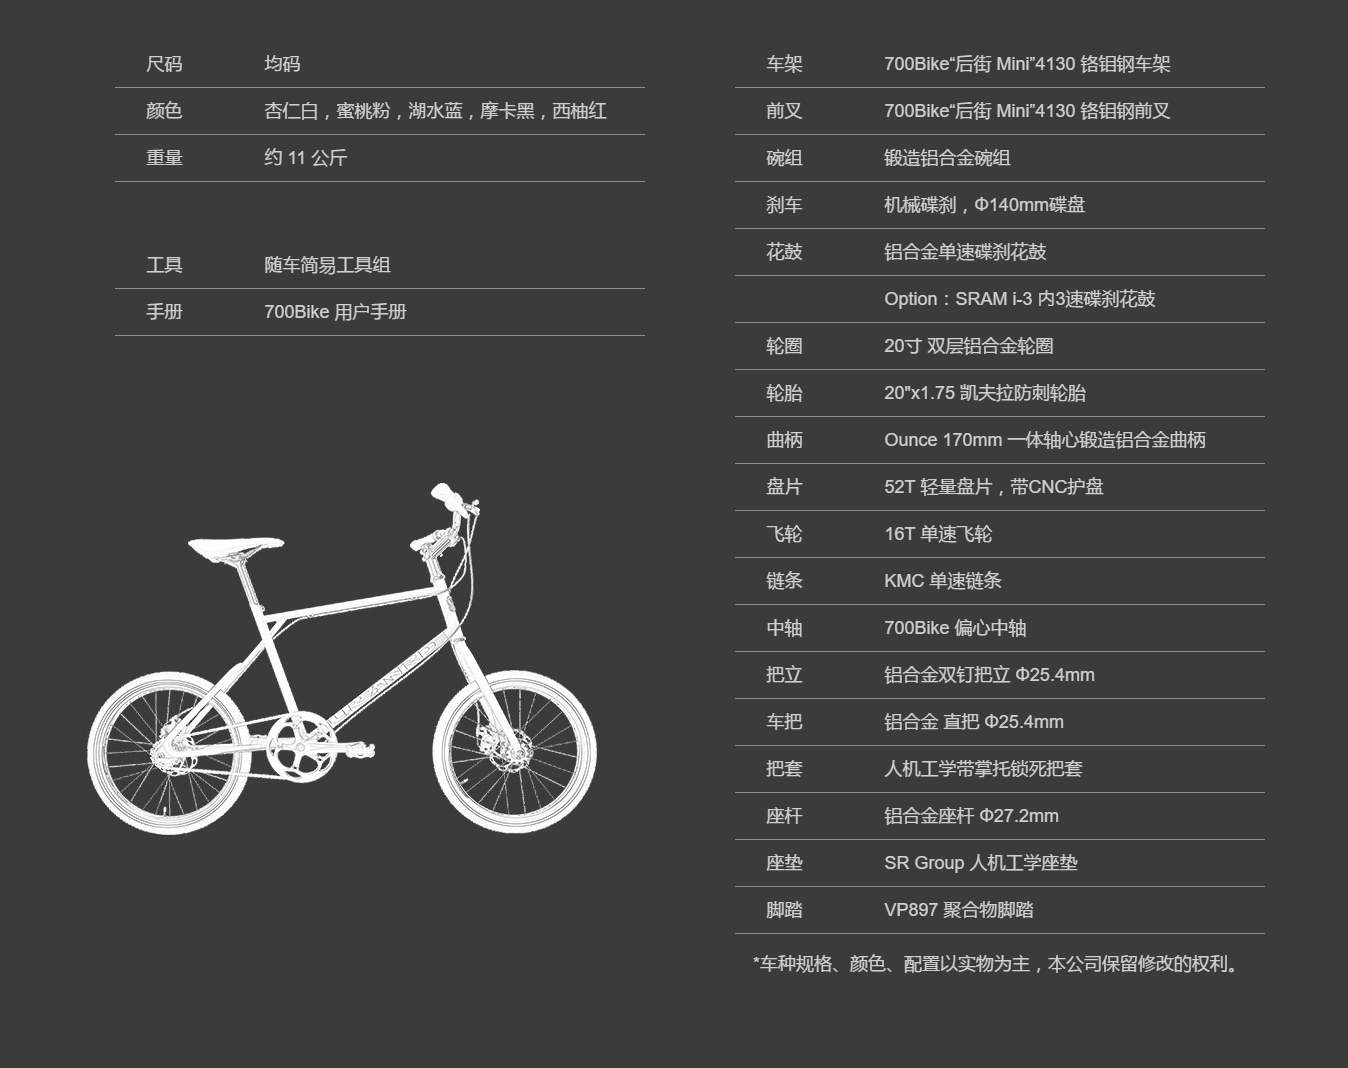 尺码 均码
颜色 杏仁白，蜜桃粉，湖水蓝，摩卡黑，西柚红
重量 约 11 公斤
工具 随车简易工具组
手册 700Bike 用户手册
车架 700Bike“后街 Mini”4130 铬钼钢车架
前叉 700Bike“后街 Mini”4130 铬钼钢前叉
碗组 锻造铝合金碗组
刹车 机械碟刹，Φ140mm碟盘
花鼓 铝合金单速碟刹花鼓
Option：SRAM i-3 内3速碟刹花鼓
轮圈 20寸 双层铝合金轮圈
轮胎 20"x1.75 凯夫拉防刺轮胎
曲柄 Ounce 170mm 一体轴心锻造铝合金曲柄
盘片 52T 轻量盘片，带CNC护盘
飞轮 16T 单速飞轮
链条 KMC 单速链条
中轴 700Bike 偏心中轴
把立 铝合金双钉把立 Φ25.4mm
车把 铝合金 直把 Φ25.4mm
把套 人机工学带掌托锁死把套
座杆 铝合金座杆 Φ27.2mm
座垫 SR Group 人机工学座垫
脚踏 VP897 聚合物脚踏
*车种规格、颜色、配置以实物为主，本公司保留修改的权利。